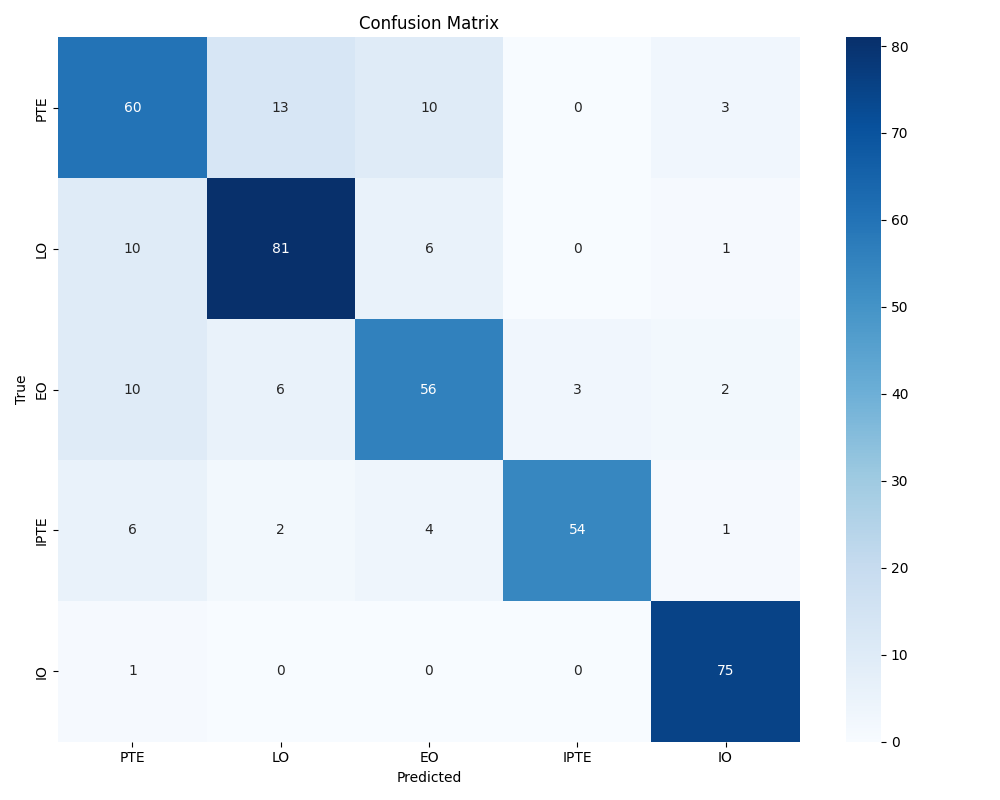 Confusion Matrix
PTE 60 13 10 0 3
LO 10 81 6 0 1
EO 10 6 56 3 2
IPTE 6 2 4 54 1
IO 1 0 0 0 75
PTE LO EO IPTE IO
Predicted
True
80
70
60
50
40
30
20
10
0